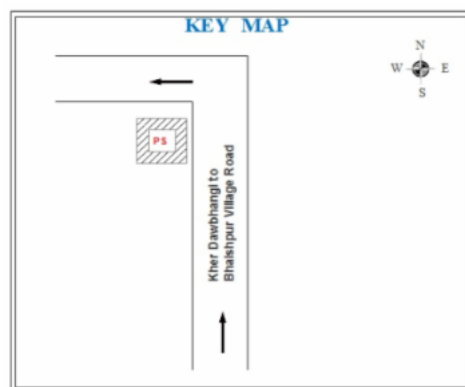 KEY MAP
N
W E
S
PS
Kher Dawbhangi to
Bhaishpur Village Road